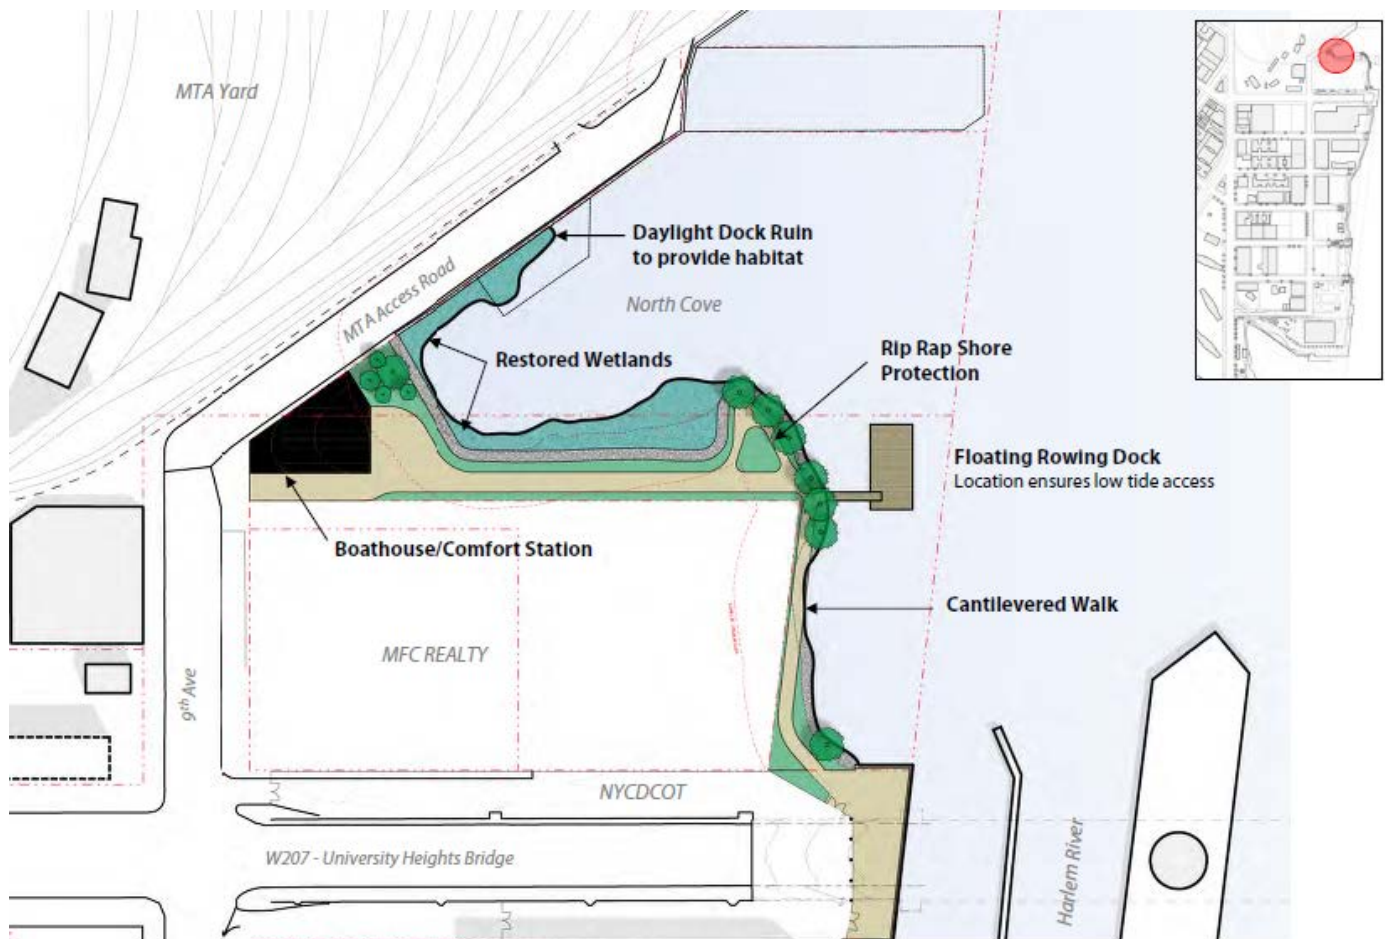 MTA Yard
Daylight Dock Ruin
to provide habitat
MTA Access Road
North Cove
Restored Wetlands
Rip Rap Shore
Protection
Floating Rowing Dock
Location ensures low tide access
Boathouse/Comfort Station
Cantilevered Walk
MFC REALTY
9th Ave
NYCDCOT
W207 - University Heights Bridge
Harlem River